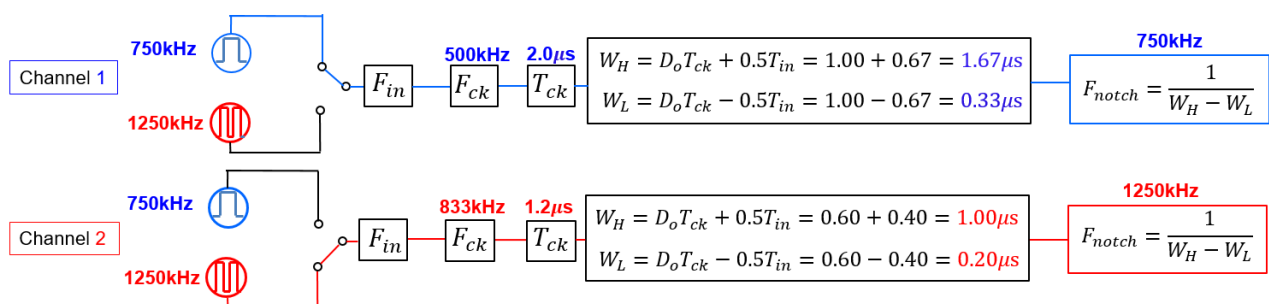 750kHz
500kHz
2.0μs
750kHz
Channel 1
F_in
F_ck
T_ck
W_H = D_oT_ck + 0.5T_in = 1.00 + 0.67 = 1.67μs
W_L = D_oT_ck − 0.5T_in = 1.00 − 0.67 = 0.33μs
F_notch = 1 / (W_H − W_L)
1250kHz
750kHz
833kHz
1.2μs
1250kHz
Channel 2
F_in
F_ck
T_ck
W_H = D_oT_ck + 0.5T_in = 0.60 + 0.40 = 1.00μs
W_L = D_oT_ck − 0.5T_in = 0.60 − 0.40 = 0.20μs
F_notch = 1 / (W_H − W_L)
1250kHz